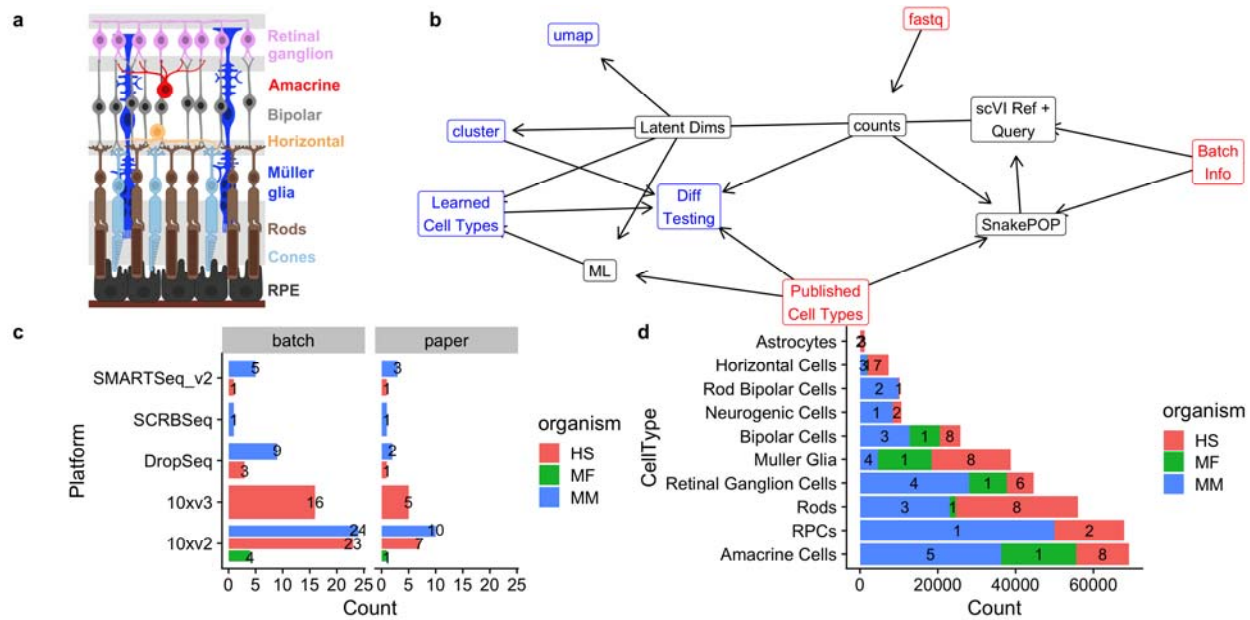 a
Retinal
ganglion
Amacrine
Bipolar
Horizontal
Müller
glia
Rods
Cones
RPE
b
umap
fastq
cluster
Latent Dims
counts
scVI Ref +
Query
Batch
Info
Learned
Cell Types
Diff
Testing
SnakePOP
ML
Published
Cell Types
c
batch
paper
Platform
SMARTSeq_v2
5
1
3
1
SCRBSeq
1
1
DropSeq
9
3
2
1
10xv3
16
5
10xv2
24
23
4
10
7
1
0 5 10 15 20 25
0 5 10 15 20 25
Count
organism
HS
MF
MM
d
CellType
Astrocytes
2 3
Horizontal Cells
3 1 7
Rod Bipolar Cells
2 1
Neurogenic Cells
1 2
Bipolar Cells
3 1 8
Muller Glia
4 1 8
Retinal Ganglion Cells
4 1 6
Rods
3 1 8
RPCs
1 2
Amacrine Cells
5 1 8
0 20000 40000 60000
Count
organism
HS
MF
MM